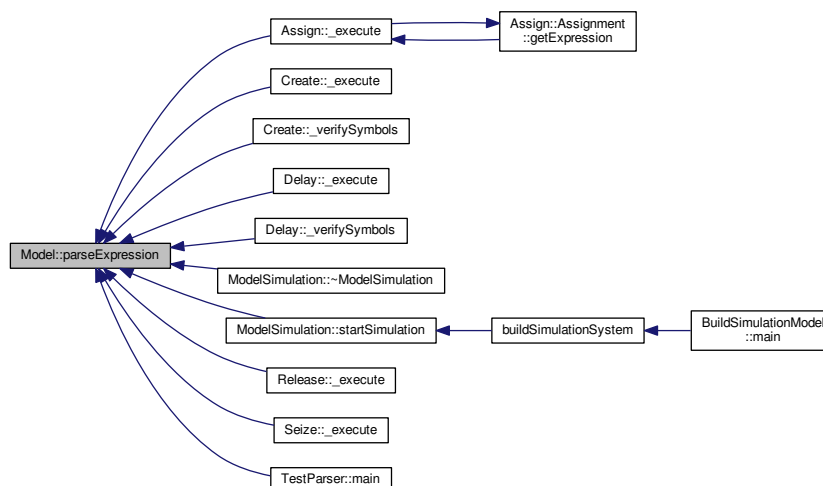 Assign::_execute
Assign::Assignment
::getExpression
Create::_execute
Create::_verifySymbols
Delay::_execute
Delay::_verifySymbols
Model::parseExpression
ModelSimulation::~ModelSimulation
ModelSimulation::startSimulation
buildSimulationSystem
BuildSimulationModel
::main
Release::_execute
Seize::_execute
TestParser::main